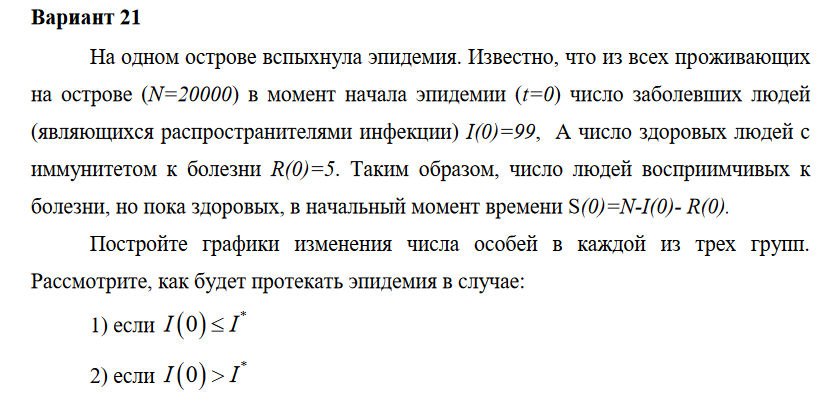 Вариант 21
На одном острове вспыхнула эпидемия. Известно, что из всех проживающих
на острове (N=20000) в момент начала эпидемии (t=0) число заболевших людей
(являющихся распространителями инфекции) I(0)=99, А число здоровых людей с
иммунитетом к болезни R(0)=5. Таким образом, число людей восприимчивых к
болезни, но пока здоровых, в начальный момент времени S(0)=N-I(0)- R(0).
Постройте графики изменения числа особей в каждой из трех групп.
Рассмотрите, как будет протекать эпидемия в случае:
1) если I(0) ≤ I*
2) если I(0) > I*